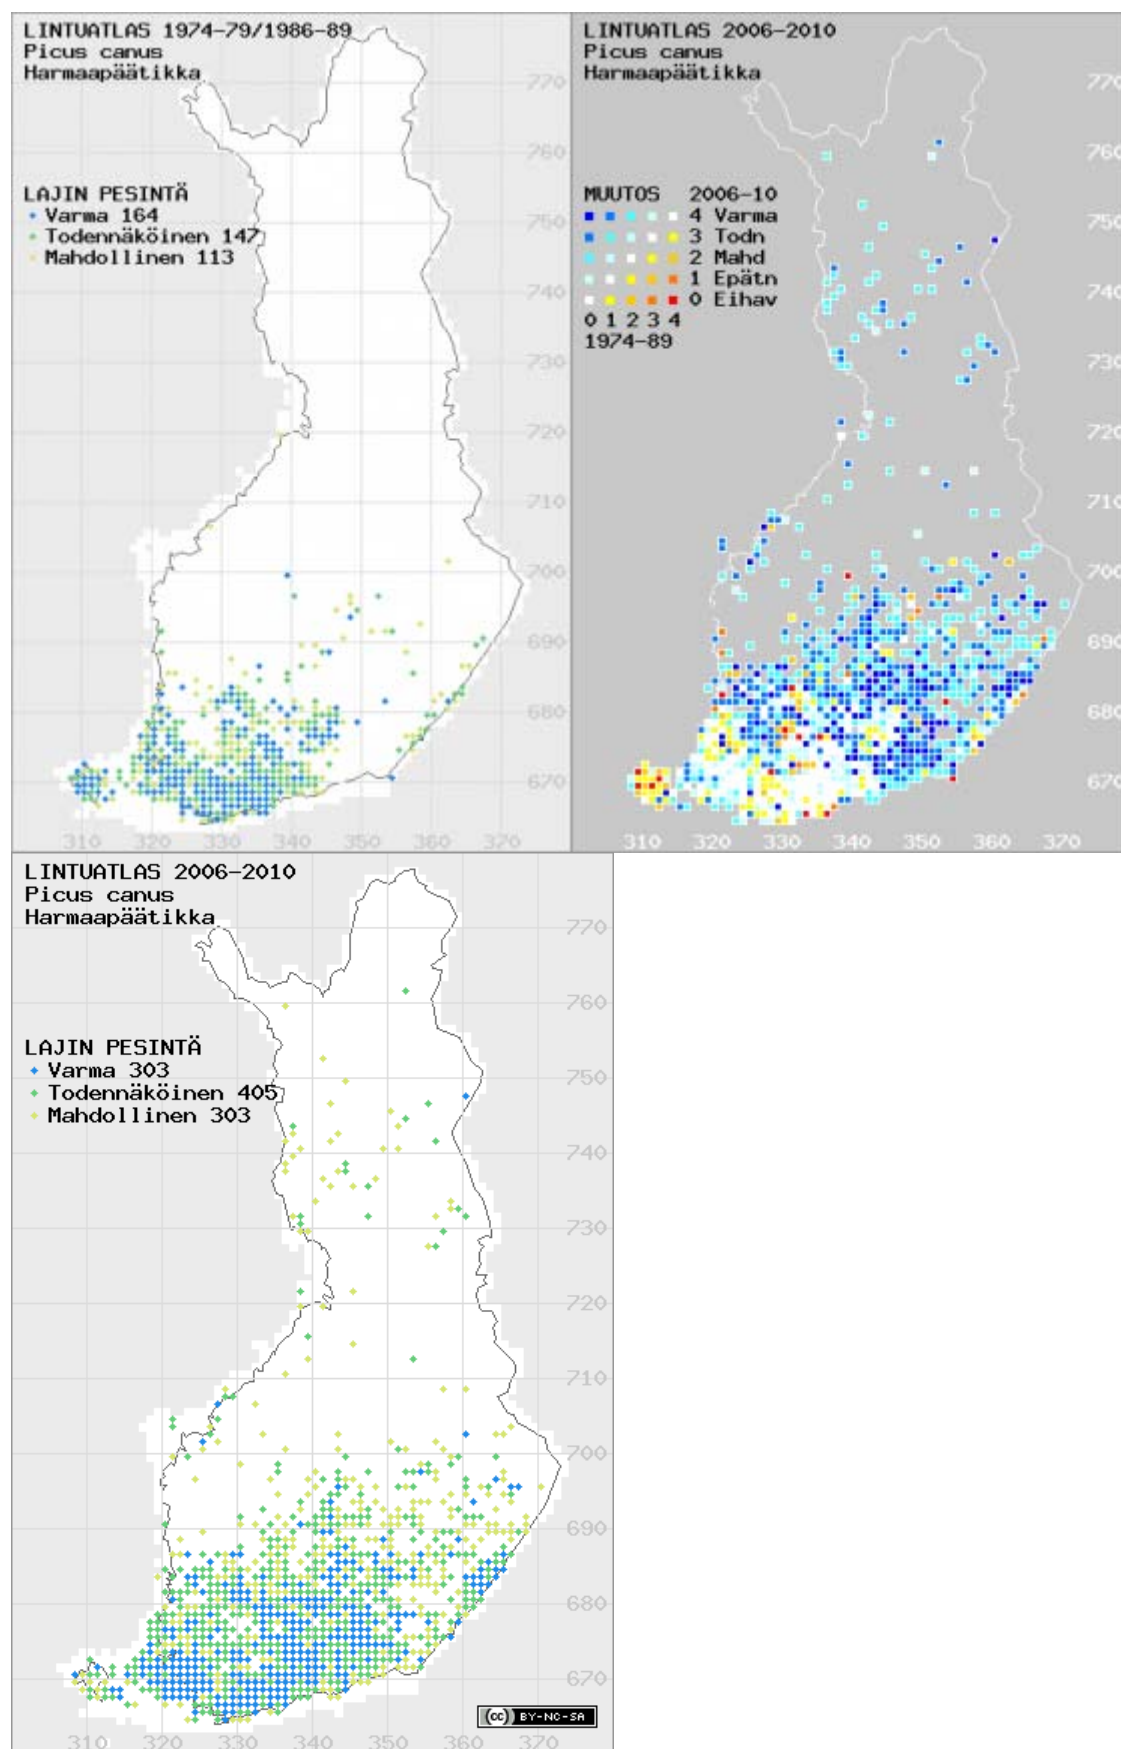 LINTUATLAS 1974-79/1986-89
Picus canus
Harmaapäätikka
LAJIN PESINTÄ
Varma 164
Todennäköinen 147
Mahdollinen 113
770
760
750
740
730
720
710
700
690
680
670
310 320 330 340 350 360 370
LINTUATLAS 2006-2010
Picus canus
Harmaapäätikka
MUUTOS 2006-10
4 Varma
3 Todn
2 Mahd
1 Epätn
0 Eihav
0 1 2 3 4
1974-89
770
760
750
740
730
720
710
700
690
680
670
310 320 330 340 350 360 370
LINTUATLAS 2006-2010
Picus canus
Harmaapäätikka
LAJIN PESINTÄ
Varma 303
Todennäköinen 405
Mahdollinen 303
770
760
750
740
730
720
710
700
690
680
670
310 320 330 340 350 360 370
cc BY-NC-SA